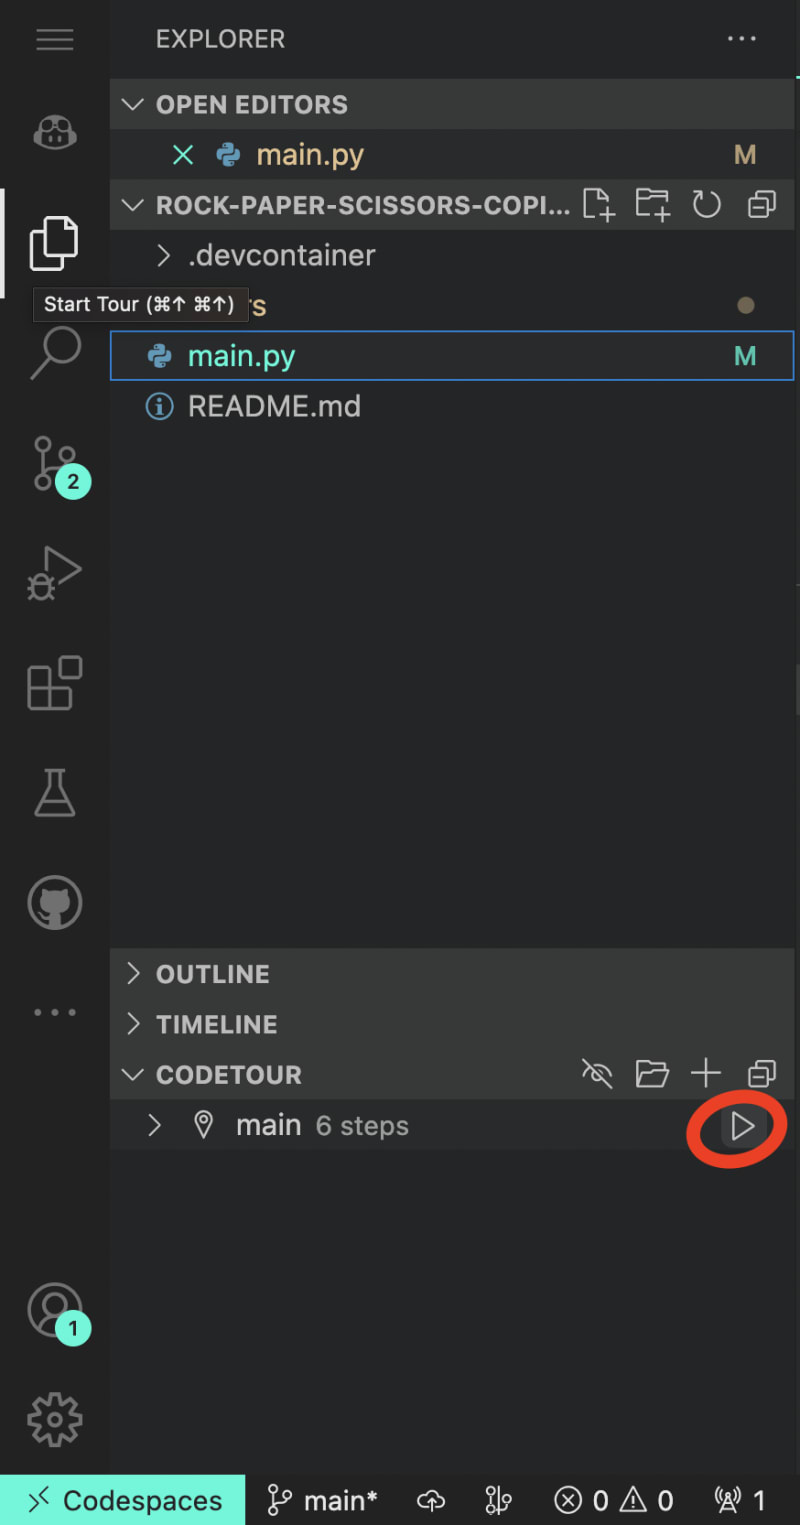 EXPLORER
OPEN EDITORS
main.py M
ROCK-PAPER-SCISSORS-COPI...
.devcontainer
Start Tour (⌘↑ ⌘↑)
main.py M
README.md
2
OUTLINE
TIMELINE
CODETOUR
main 6 steps
1
Codespaces main* 0 0 1